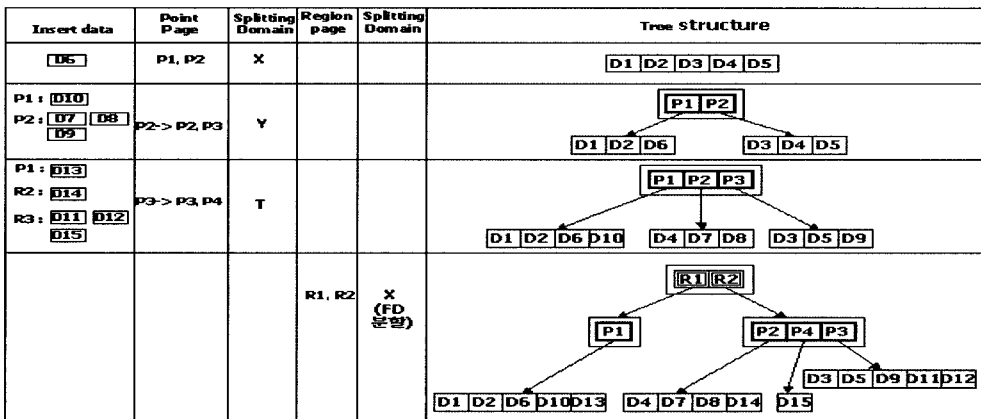 Insert data Point Page Splitting Domain Region page Splitting Domain Tree structure
D6 P1, P2 X D1 D2 D3 D4 D5
P1 : D10
P2 : D7 D8 D9
P2-> P2, P3 Y
P1 P2
D1 D2 D6 D3 D4 D5
P1 : D13
R2 : D14
R3 : D11 D12 D15
P3-> P3, P4 T
P1 P2 P3
D1 D2 D6 D10 D4 D7 D8 D3 D5 D9
R1, R2 X (FD 분할)
R1 R2
P1 P2 P4 P3
D3 D5 D9 D11 D12
D1 D2 D6 D10 D13 D4 D7 D8 D14 D15